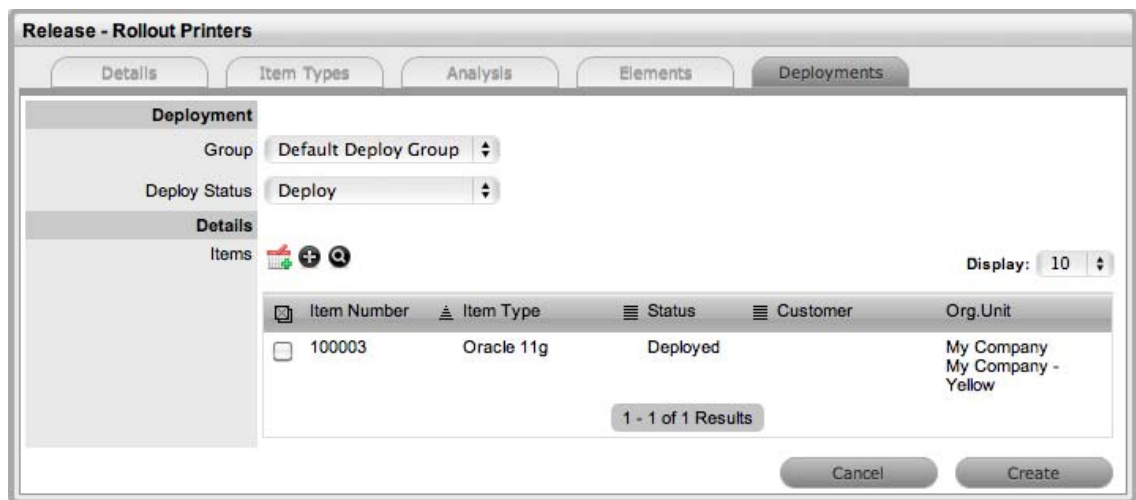 Release - Rollout Printers
Details Item Types Analysis Elements Deployments
Deployment
Group Default Deploy Group
Deploy Status Deploy
Details
Items
Display: 10
Item Number Item Type Status Customer Org.Unit
100003 Oracle 11g Deployed My Company
My Company -
Yellow
1 - 1 of 1 Results
Cancel Create